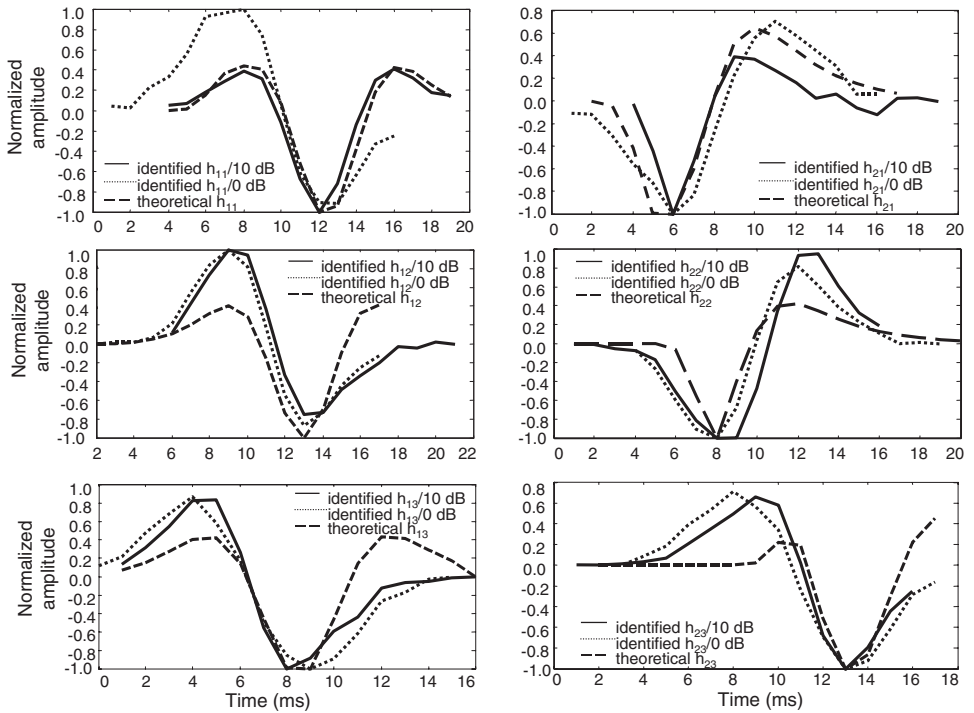 Normalized
amplitude
1.0
0.8
0.6
0.4
0.2
0.0
-0.2
-0.4
-0.6
-0.8
-1.0
identified h11/10 dB
identified h11/0 dB
theoretical h11
0 2 4 6 8 10 12 14 16 18 20
1.0
0.8
0.6
0.4
0.2
0.0
-0.2
-0.4
-0.6
-0.8
-1.0
identified h21/10 dB
identified h21/0 dB
theoretical h21
0 2 4 6 8 10 12 14 16 18 20
Normalized
amplitude
1.0
0.8
0.6
0.4
0.2
0.0
-0.2
-0.4
-0.6
-0.8
-1.0
identified h12/10 dB
identified h12/0 dB
theoretical h12
2 4 6 8 10 12 14 16 18 20 22
1.0
0.8
0.6
0.4
0.2
0
-0.2
-0.4
-0.6
-0.8
-1.0
identified h22/10 dB
identified h22/0 dB
theoretical h22
0 2 4 6 8 10 12 14 16 18 20
Normalized
amplitude
1.0
0.8
0.6
0.4
0.2
0.0
-0.2
-0.4
-0.6
-0.8
-1.0
identified h13/10 dB
identified h13/0 dB
theoretical h13
0 2 4 6 8 10 12 14 16
Time (ms)
0.8
0.6
0.4
0.2
0
-0.2
-0.4
-0.6
-0.8
-1.0
identified h23/10 dB
identified h23/0 dB
theoretical h23
0 2 4 6 8 10 12 14 16 18
Time (ms)